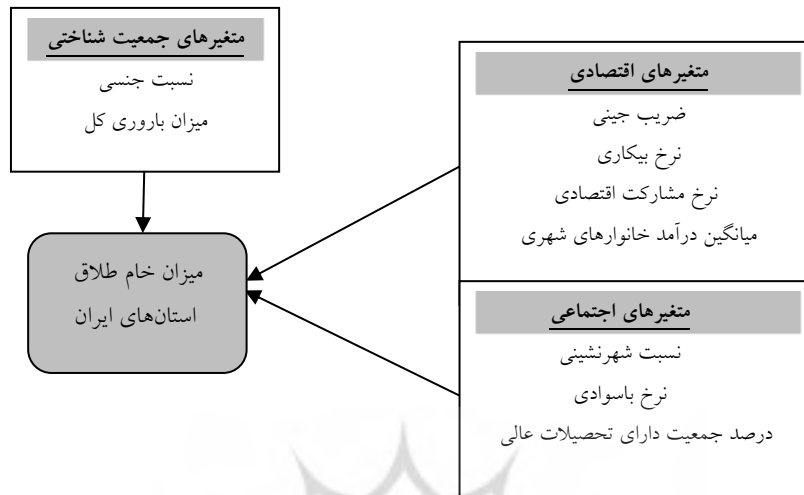 متغیرهای جمعیت شناختی
نسبت جنسی
میزان باروری کل
متغیرهای اقتصادی
ضریب جینی
نرخ بیکاری
نرخ مشارکت اقتصادی
میانگین درآمد خانوارهای شهری
میزان خام طلاق
استان‌های ایران
متغیرهای اجتماعی
نسبت شهرنشینی
نرخ باسوادی
درصد جمعیت دارای تحصیلات عالی